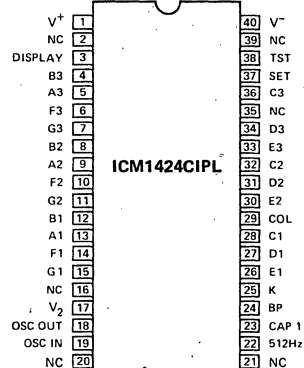 V+ 1 40 V-
NC 2 39 NC
DISPLAY 3 38 TST
B3 4 37 SET
A3 5 36 C3
F3 6 35 NC
G3 7 34 D3
B2 8 33 E3
A2 9 ICM1424CIPL 32 C2
F2 10 31 D2
G2 11 30 E2
B1 12 29 COL
A1 13 28 C1
F1 14 27 D1
G1 15 26 E1
NC 16 25 K
V2 17 24 BP
OSC OUT 18 23 CAP 1
OSC IN 19 22 512Hz
NC 20 21 NC